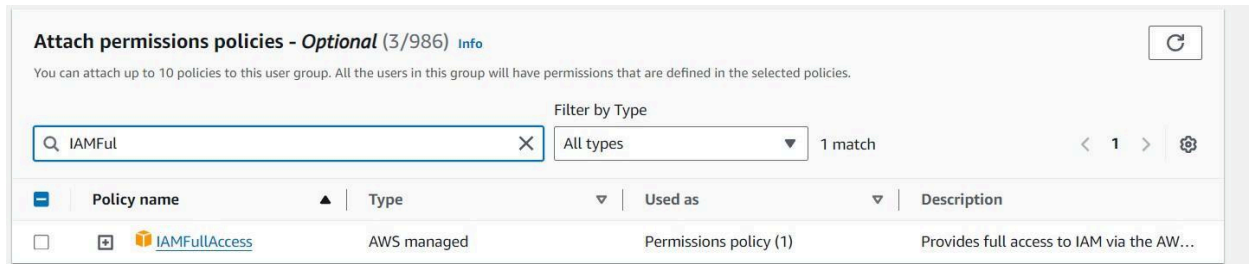 Attach permissions policies - Optional (3/986) Info
You can attach up to 10 policies to this user group. All the users in this group will have permissions that are defined in the selected policies.
Filter by Type
IAMFul All types 1 match 1
Policy name Type Used as Description
IAMFullAccess AWS managed Permissions policy (1) Provides full access to IAM via the AW...